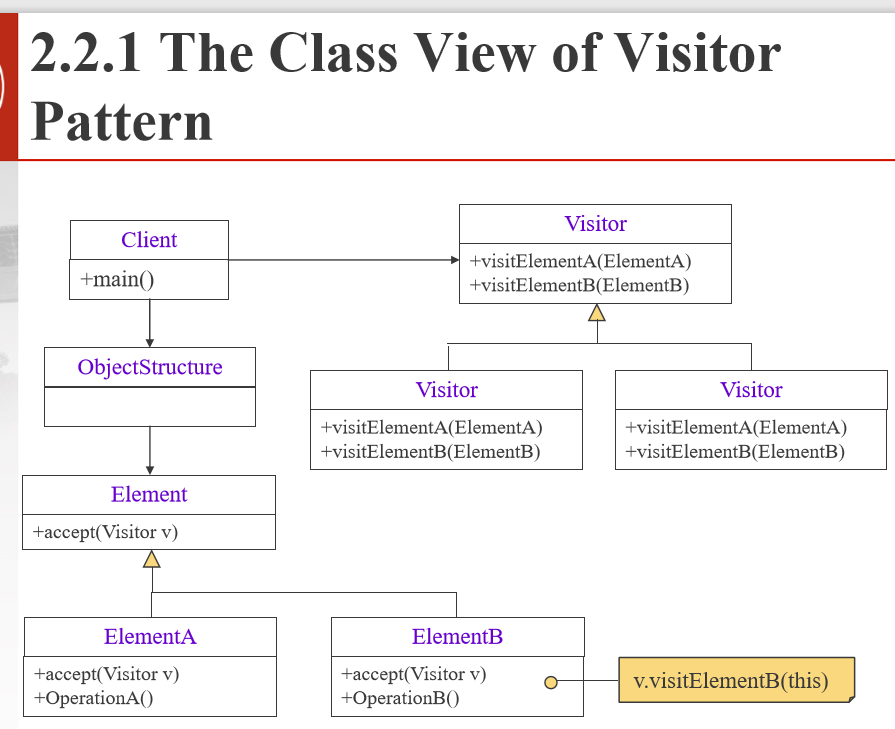 2.2.1 The Class View of Visitor
Pattern
Client
+main()
Visitor
+visitElementA(ElementA)
+visitElementB(ElementB)
ObjectStructure
Visitor
+visitElementA(ElementA)
+visitElementB(ElementB)
Visitor
+visitElementA(ElementA)
+visitElementB(ElementB)
Element
+accept(Visitor v)
ElementA
+accept(Visitor v)
+OperationA()
ElementB
+accept(Visitor v)
+OperationB()
v.visitElementB(this)